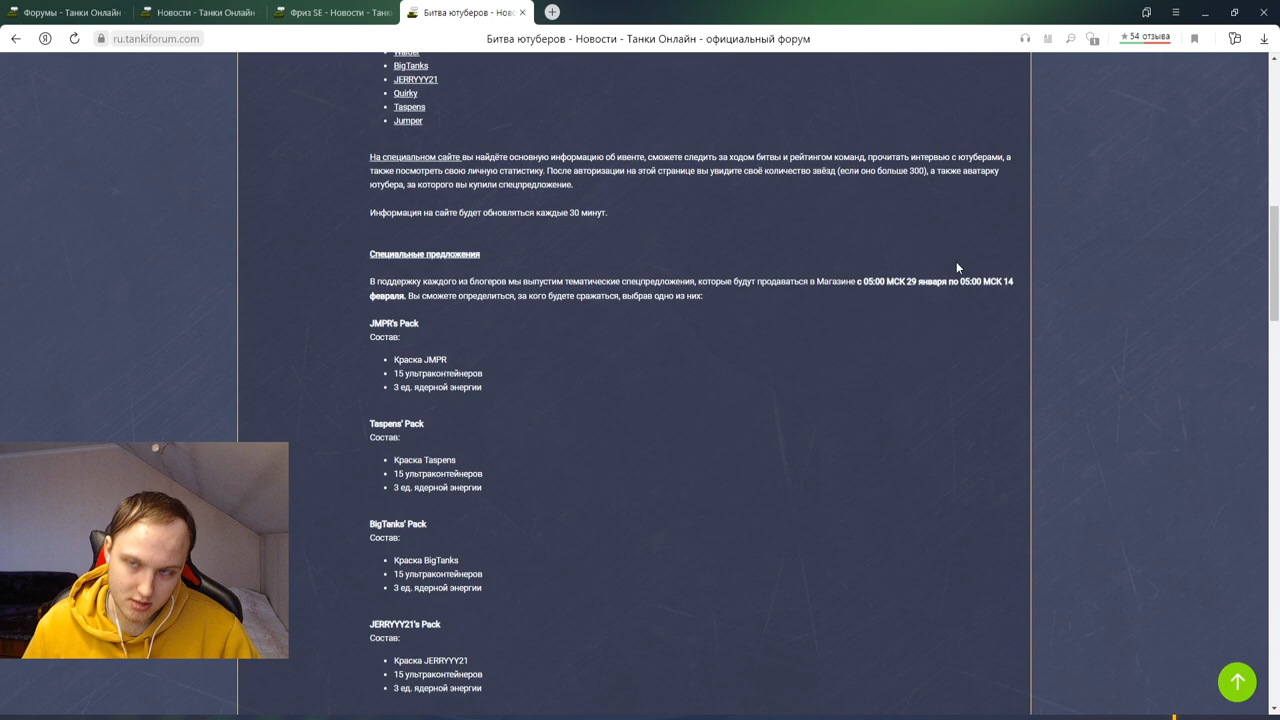 Форумы - Танки Онлайн
Новости - Танки Онлайн
Фриз SE - Новости - Танк
Битва ютуберов - Нов
ru.tankiforum.com
Битва ютуберов - Новости - Танки Онлайн - официальный форум
54 отзыва
BigTanks
JERRYYY21
Quirky
Taspens
Jumper
На специальном сайте вы найдёте основную информацию об ивенте, сможете следить за ходом битвы и рейтингом команд, прочитать интервью с ютуберами, а
также посмотреть свою личную статистику. После авторизации на этой странице вы увидите своё количество звёзд (если оно больше 300), а также аватарку
ютубера, за которого вы купили спецпредложение.
Информация на сайте будет обновляться каждые 30 минут.
Специальные предложения
В поддержку каждого из блогеров мы выпустим тематические спецпредложения, которые будут продаваться в Магазине с 05:00 МСК 29 января по 05:00 МСК 14
февраля. Вы сможете определиться, за кого будете сражаться, выбрав одно из них:
JMPR's Pack
Состав:
Краска JMPR
15 ультраконтейнеров
3 ед. ядерной энергии
Taspens' Pack
Состав:
Краска Taspens
15 ультраконтейнеров
3 ед. ядерной энергии
BigTanks' Pack
Состав:
Краска BigTanks
15 ультраконтейнеров
3 ед. ядерной энергии
JERRYYY21's Pack
Состав:
Краска JERRYYY21
15 ультраконтейнеров
3 ед. ядерной энергии